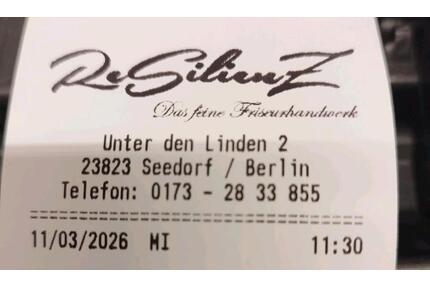 ReSilienZ
Das feine Friseurhandwerk
Unter den Linden 2
23823 Seedorf / Berlin
Telefon: 0173 - 28 33 855
11/03/2026 MI 11:30